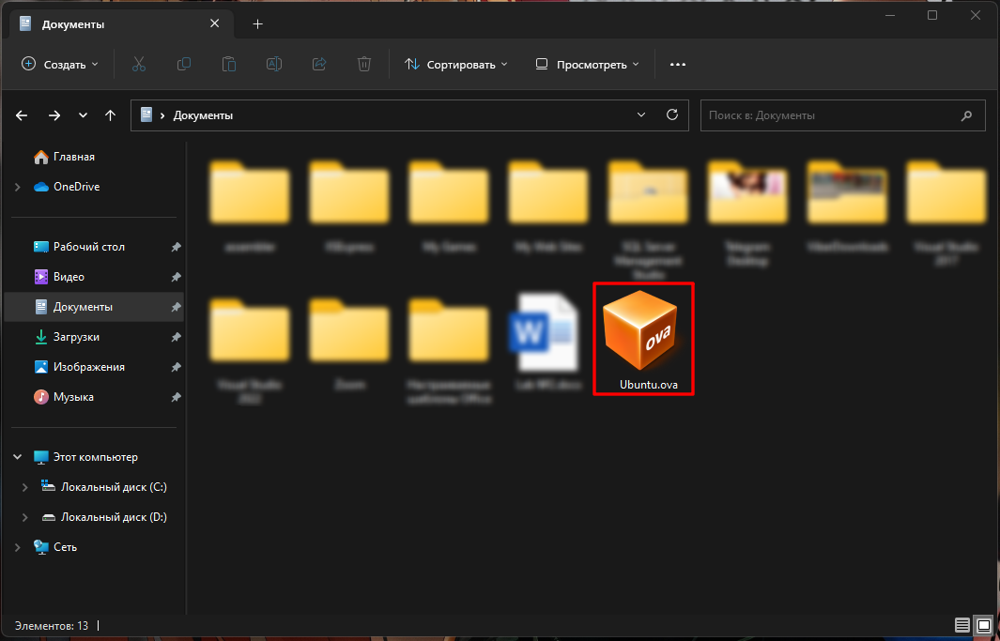 Документы
Создать
Сортировать
Просмотреть
Документы
Поиск в: Документы
Главная
OneDrive
Рабочий стол
Видео
Документы
Загрузки
Изображения
Музыка
Этот компьютер
Локальный диск (C:)
Локальный диск (D:)
Сеть
assembler
IISExpress
My Games
My Web Sites
SQL Server
Management
Studio
Telegram
Desktop
ViberDownloads
Visual Studio
2017
Visual Studio
2022
Zoom
Настраиваемые
шаблоны Office
W
ova
Ubuntu.ova
Элементов: 13